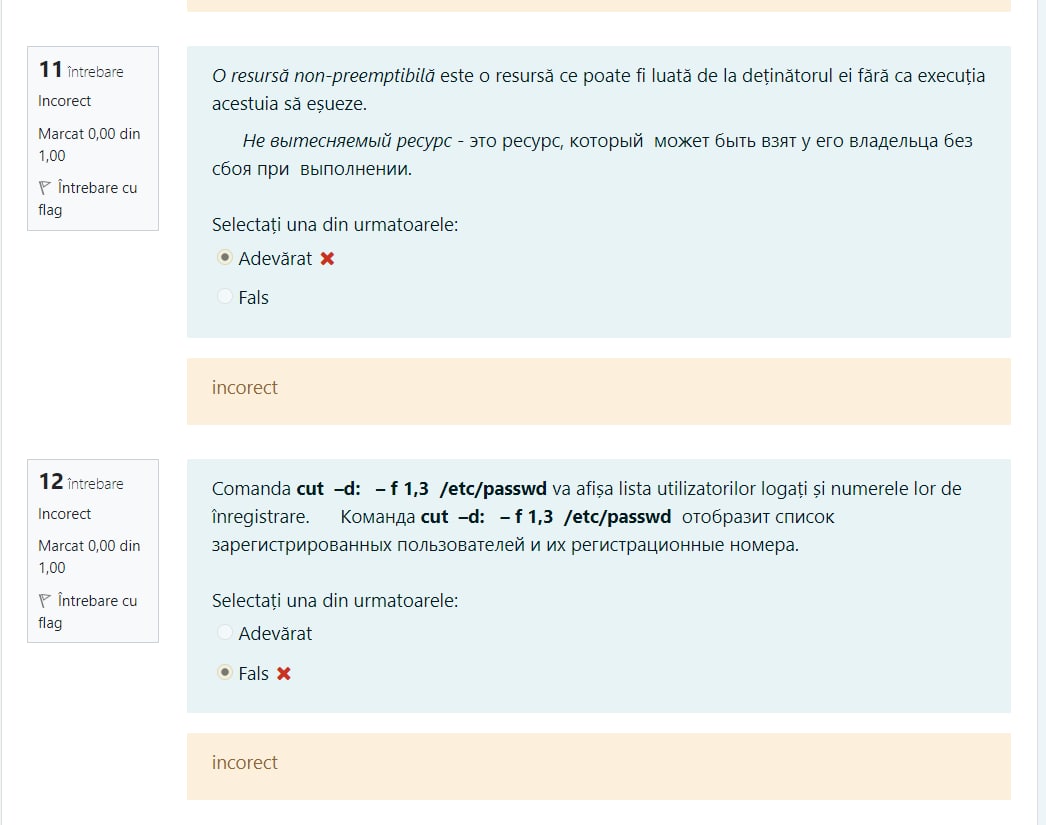 11 întrebare
Incorect
Marcat 0,00 din
1,00
Întrebare cu
flag
O resursă non-preemptibilă este o resursă ce poate fi luată de la deținătorul ei fără ca execuția
acestuia să eșueze.
Не вытесняемый ресурс - это ресурс, который может быть взят у его владельца без
сбоя при выполнении.
Selectați una din urmatoarele:
Adevărat
Fals
incorect
12 întrebare
Incorect
Marcat 0,00 din
1,00
Întrebare cu
flag
Comanda cut –d: – f 1,3 /etc/passwd va afișa lista utilizatorilor logați și numerele lor de
înregistrare. Команда cut –d: – f 1,3 /etc/passwd отобразит список
зарегистрированных пользователей и их регистрационные номера.
Selectați una din urmatoarele:
Adevărat
Fals
incorect